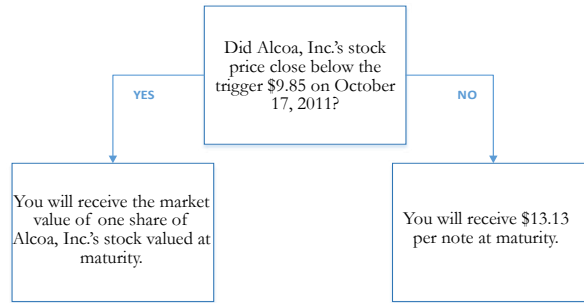 Did Alcoa, Inc.'s stock
price close below the
trigger $9.85 on October
17, 2011?
YES
NO
You will receive the market
value of one share of
Alcoa, Inc.'s stock valued at
maturity.
You will receive $13.13
per note at maturity.